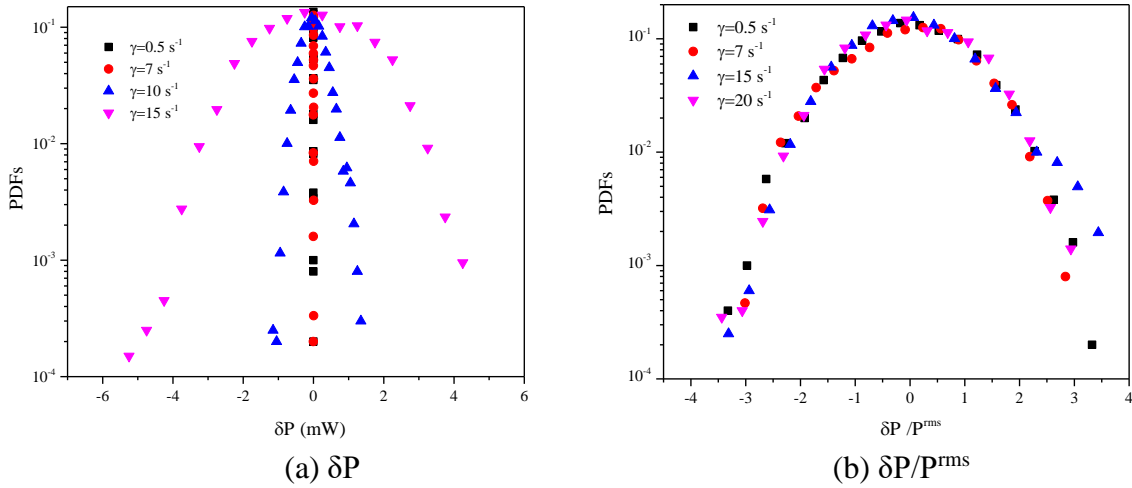 10⁻¹
10⁻²
10⁻³
10⁻⁴
PDFs
γ=0.5 s⁻¹
γ=7 s⁻¹
γ=10 s⁻¹
γ=15 s⁻¹
-6 -4 -2 0 2 4 6
δP (mW)
(a) δP
10⁻¹
10⁻²
10⁻³
10⁻⁴
PDFs
γ=0.5 s⁻¹
γ=7 s⁻¹
γ=15 s⁻¹
γ=20 s⁻¹
-4 -3 -2 -1 0 1 2 3 4
δP /Pʳᵐˢ
(b) δP/Pʳᵐˢ